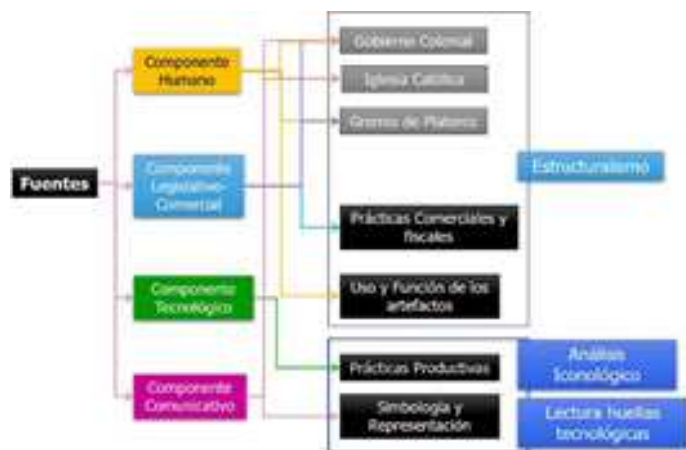 Fuentes
Componente
Humano
Componente
Legislativo-
Comercial
Componente
Tecnológico
Componente
Comunicativo
Gobierno Colonial
Iglesia Católica
Gremio de Plateros
Prácticas Comerciales y
fiscales
Uso y Función de los
artefactos
Prácticas Productivas
Simbología y
Representación
Estructuralismo
Análisis
Iconológico
Lectura huellas
tecnológicas